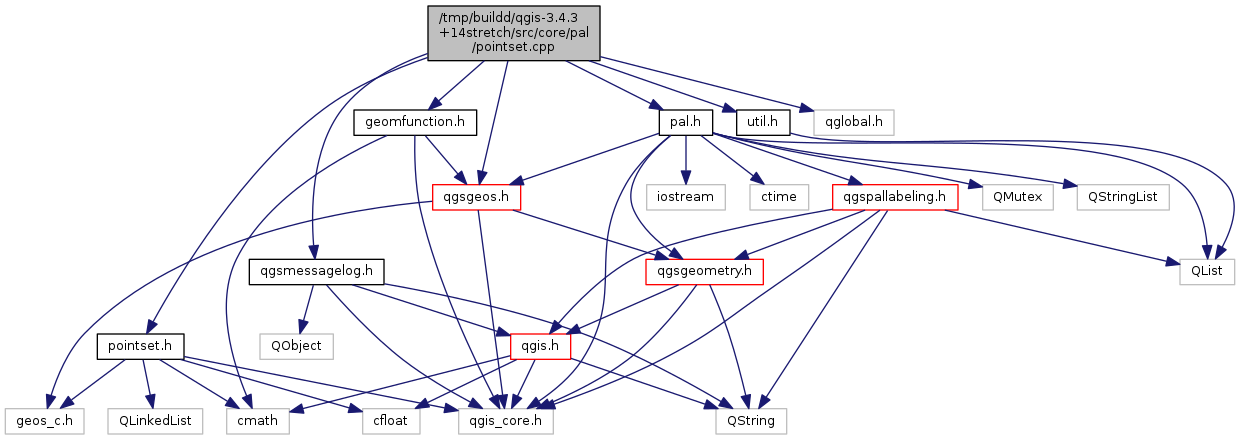 /tmp/buildd/qgis-3.4.3
+14stretch/src/core/pal
/pointset.cpp
geomfunction.h
pal.h
util.h
qglobal.h
qgsgeos.h
iostream
ctime
qgspallabeling.h
QMutex
QStringList
qgsmessagelog.h
qgsgeometry.h
QList
pointset.h
QObject
qgis.h
geos_c.h
QLinkedList
cmath
cfloat
qgis_core.h
QString